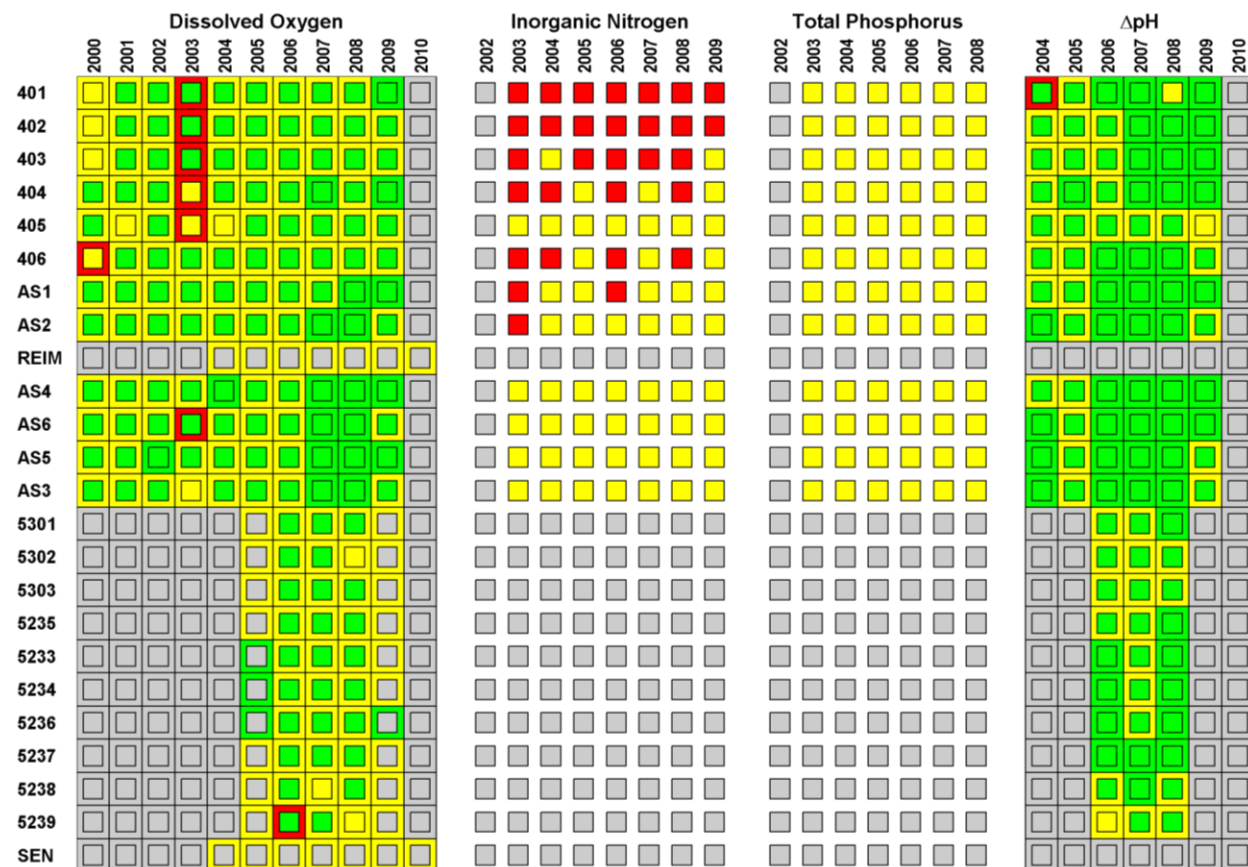 Dissolved Oxygen Inorganic Nitrogen Total Phosphorus ΔpH
2000 2001 2002 2003 2004 2005 2006 2007 2008 2009 2010 2002 2003 2004 2005 2006 2007 2008 2009 2002 2003 2004 2005 2006 2007 2008 2004 2005 2006 2007 2008 2009 2010
401
402
403
404
405
406
AS1
AS2
REIM
AS4
AS6
AS5
AS3
5301
5302
5303
5235
5233
5234
5236
5237
5238
5239
SEN